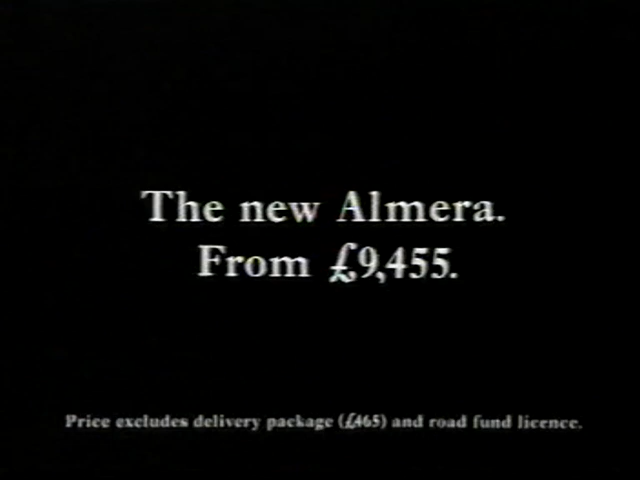 The new Almera.
From £9,455.
Price excludes delivery package (£465) and road fund licence.